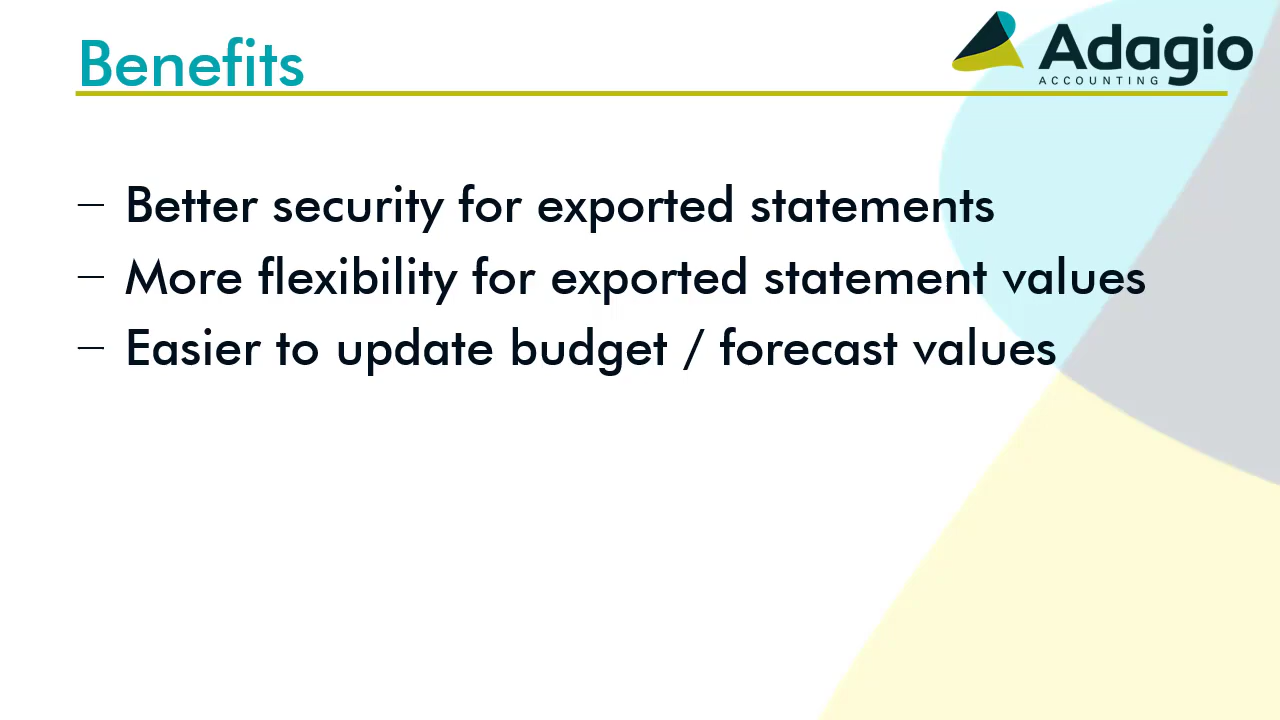 Benefits
Adagio
ACCOUNTING
– Better security for exported statements
– More flexibility for exported statement values
– Easier to update budget / forecast values